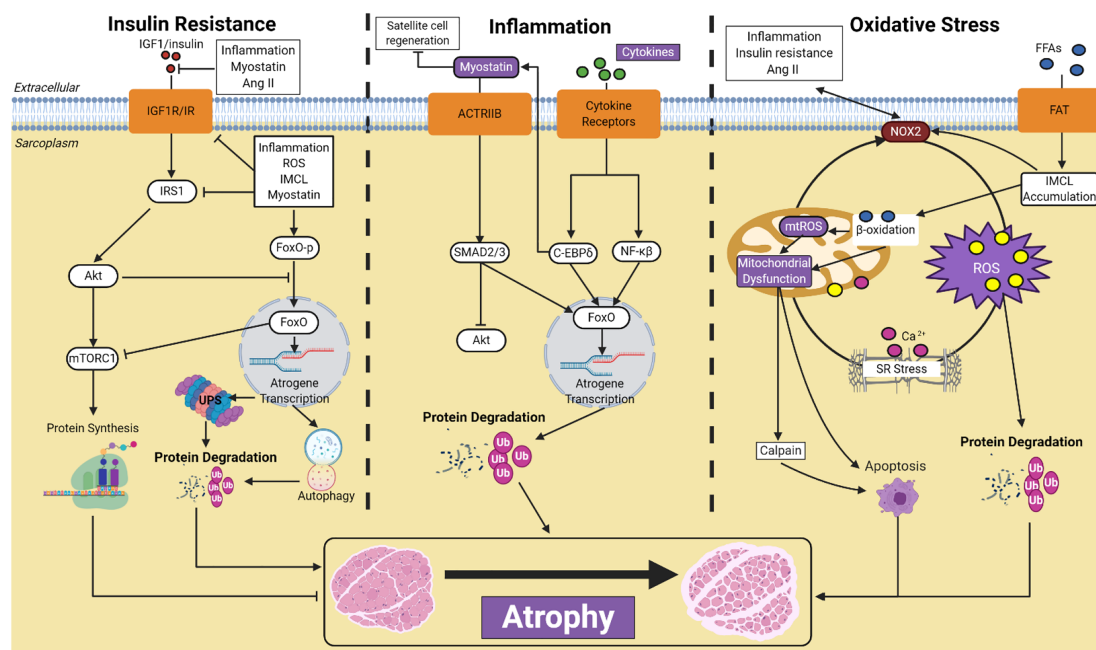 Insulin Resistance
IGF1/insulin
Inflammation
Myostatin
Ang II
Extracellular
IGF1R/IR
Sarcoplasm
Inflammation
ROS
IMCL
Myostatin
IRS1
FoxO-p
Akt
FoxO
mTORC1
Atrogene
Transcription
UPS
Protein Synthesis
Protein Degradation
Ub
Ub
Ub
Ub
Autophagy
Inflammation
Satellite cell
regeneration
Cytokines
Myostatin
ACTRIIB
Cytokine
Receptors
SMAD2/3
C-EBPδ
NF-κβ
FoxO
Akt
Atrogene
Transcription
Protein Degradation
Ub
Ub
Ub
Ub
Oxidative Stress
Inflammation
Insulin resistance
Ang II
FFAs
FAT
NOX2
IMCL
Accumulation
mtROS
β-oxidation
Mitochondrial
Dysfunction
ROS
Ca2+
SR Stress
Calpain
Apoptosis
Protein Degradation
Ub
Ub
Ub
Ub
Atrophy